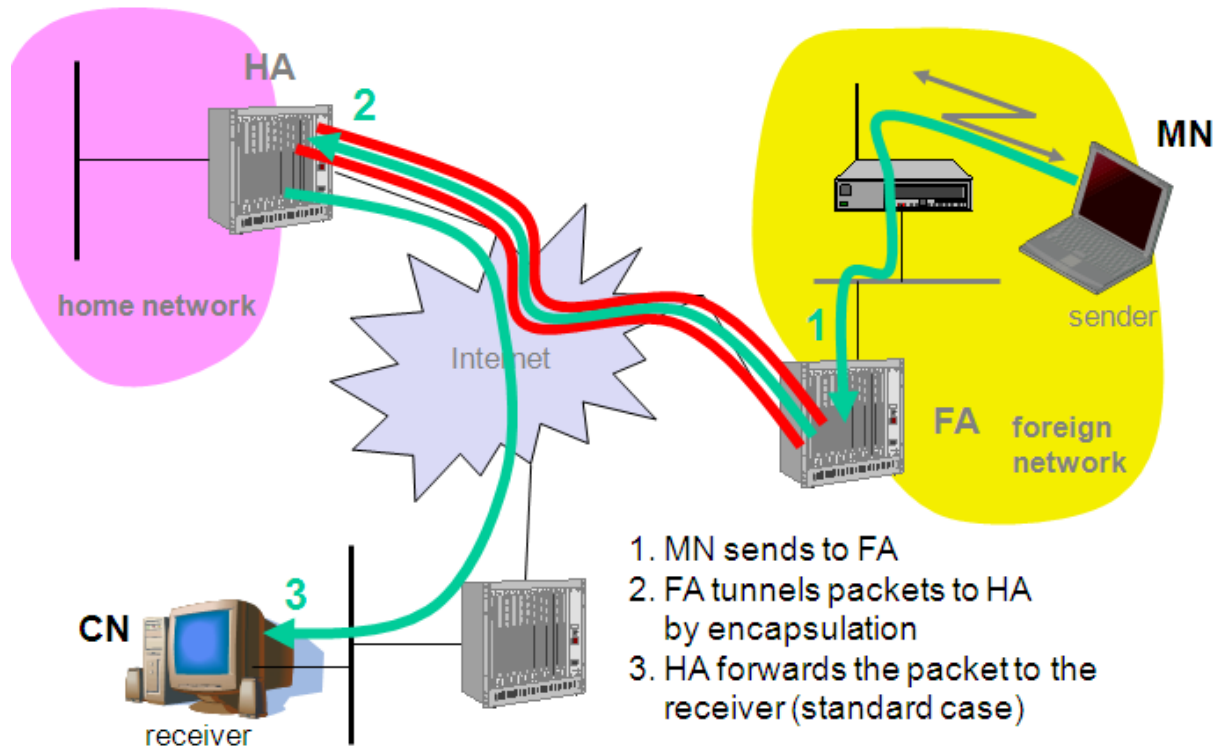 HA
2
MN
home network
Internet
1
sender
FA
foreign
network
1. MN sends to FA
2. FA tunnels packets to HA
by encapsulation
3. HA forwards the packet to the
receiver (standard case)
3
CN
receiver